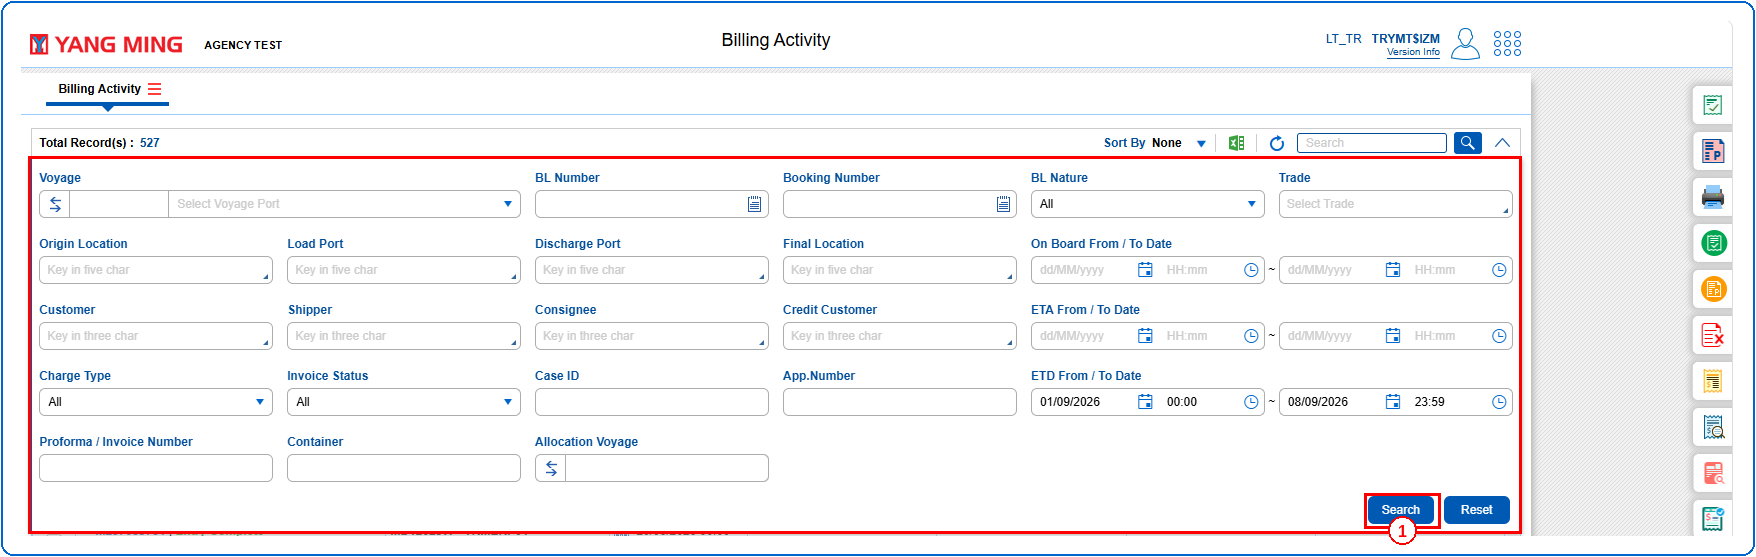 YANG MING AGENCY TEST Billing Activity LT_TR TRYMT$IZM
Version Info
Billing Activity
Total Record(s) : 527 Sort By None Search
Voyage BL Number Booking Number BL Nature Trade
Select Voyage Port All Select Trade
Origin Location Load Port Discharge Port Final Location On Board From / To Date
Key in five char Key in five char Key in five char Key in five char dd/MM/yyyy HH:mm ~ dd/MM/yyyy HH:mm
Customer Shipper Consignee Credit Customer ETA From / To Date
Key in three char Key in three char Key in three char Key in three char dd/MM/yyyy HH:mm ~ dd/MM/yyyy HH:mm
Charge Type Invoice Status Case ID App.Number ETD From / To Date
All All 01/09/2026 00:00 ~ 08/09/2026 23:59
Proforma / Invoice Number Container Allocation Voyage
Search Reset
1